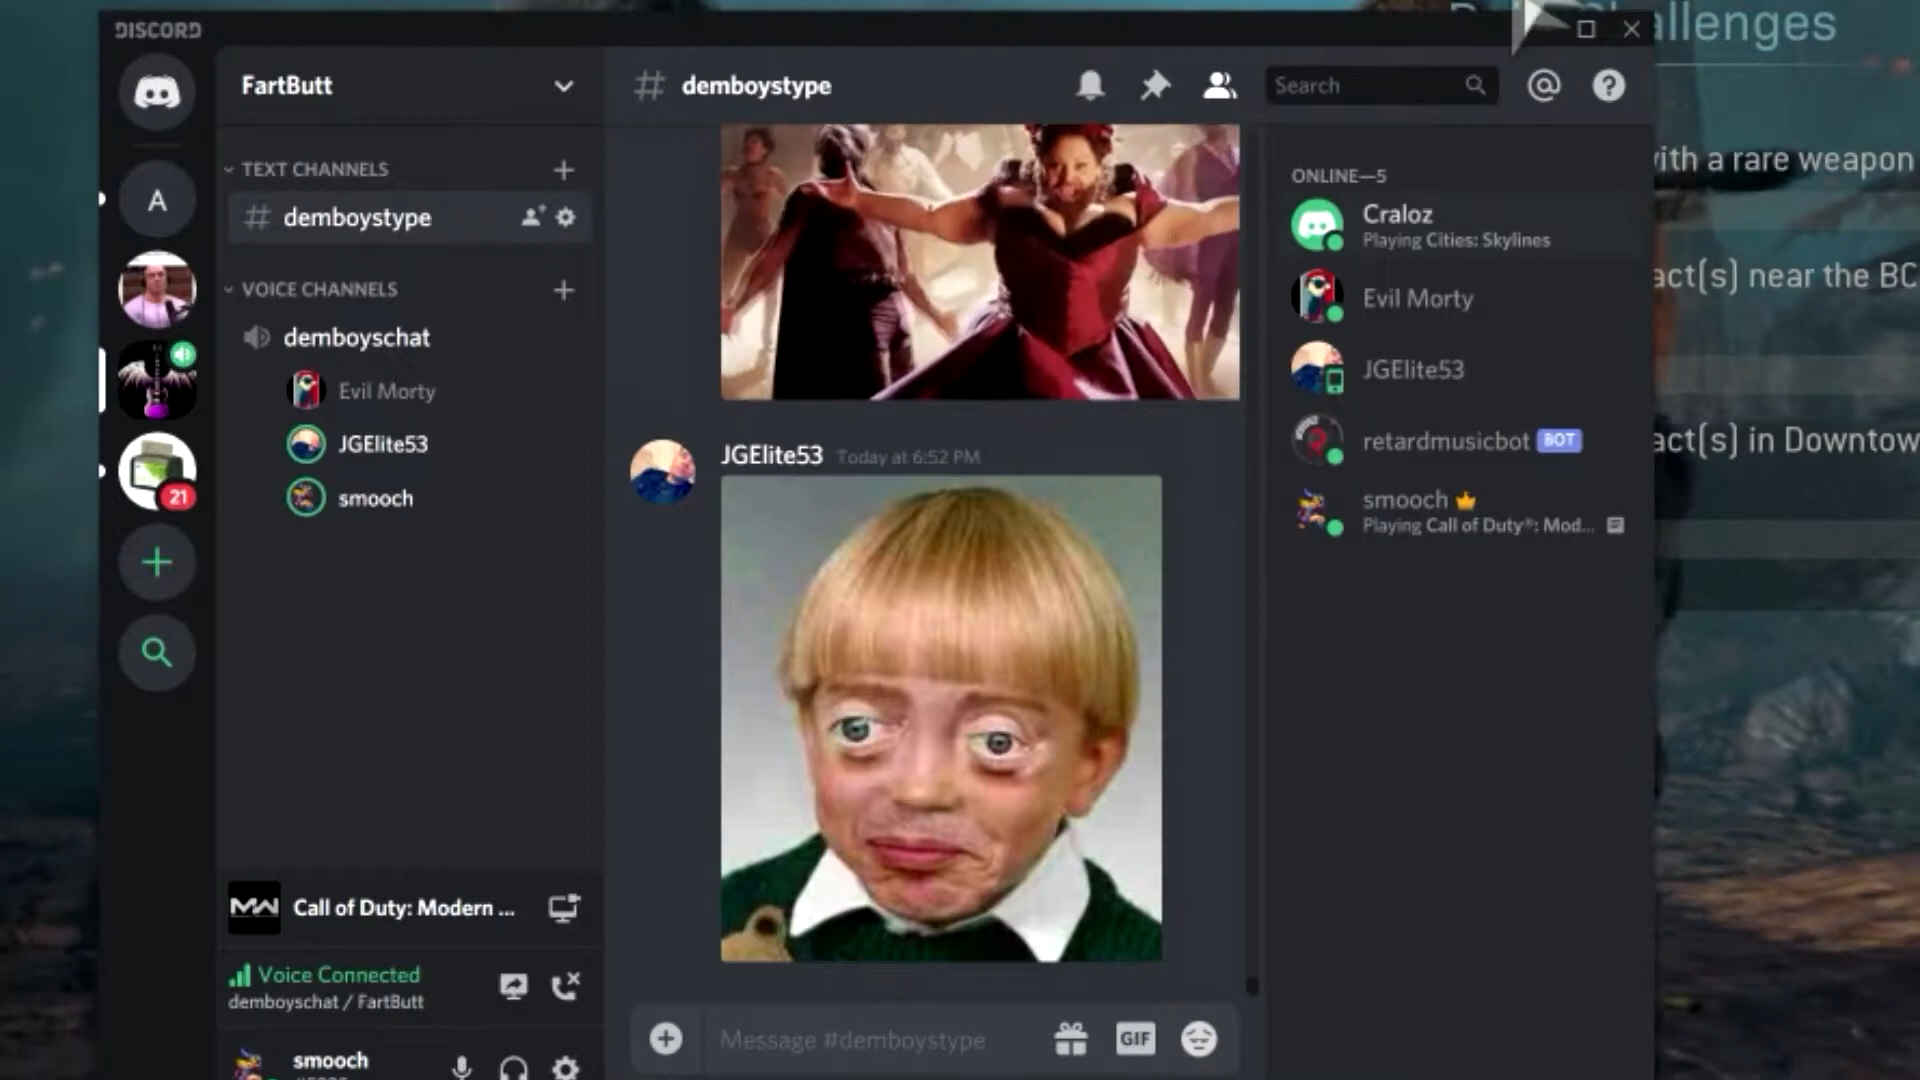 DISCORD
FartButt
TEXT CHANNELS
demboystype
VOICE CHANNELS
demboyschat
Evil Morty
JGElite53
smooch
21
A
Call of Duty: Modern ...
Voice Connected
demboyschat / FartButt
smooch
# demboystype
Search
JGElite53 Today at 6:52 PM
Message #demboystype
GIF
ONLINE—5
Craloz
Playing Cities: Skylines
Evil Morty
JGElite53
retardmusicbot BOT
smooch
Playing Call of Duty®: Mod...
allenges
with a rare weapon
act(s) near the BC
act(s) in Downtow